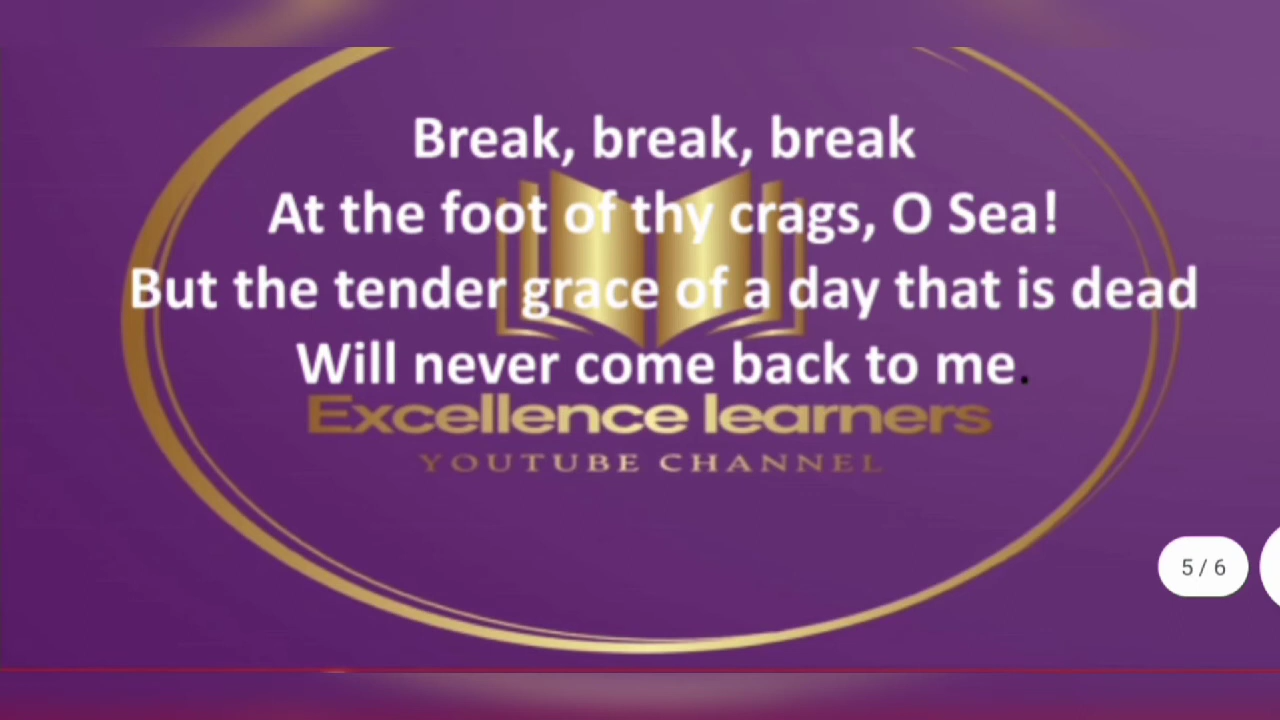 Break, break, break
At the foot of thy crags, O Sea!
But the tender grace of a day that is dead
Will never come back to me.
Excellence learners
YOUTUBE CHANNEL
5 / 6